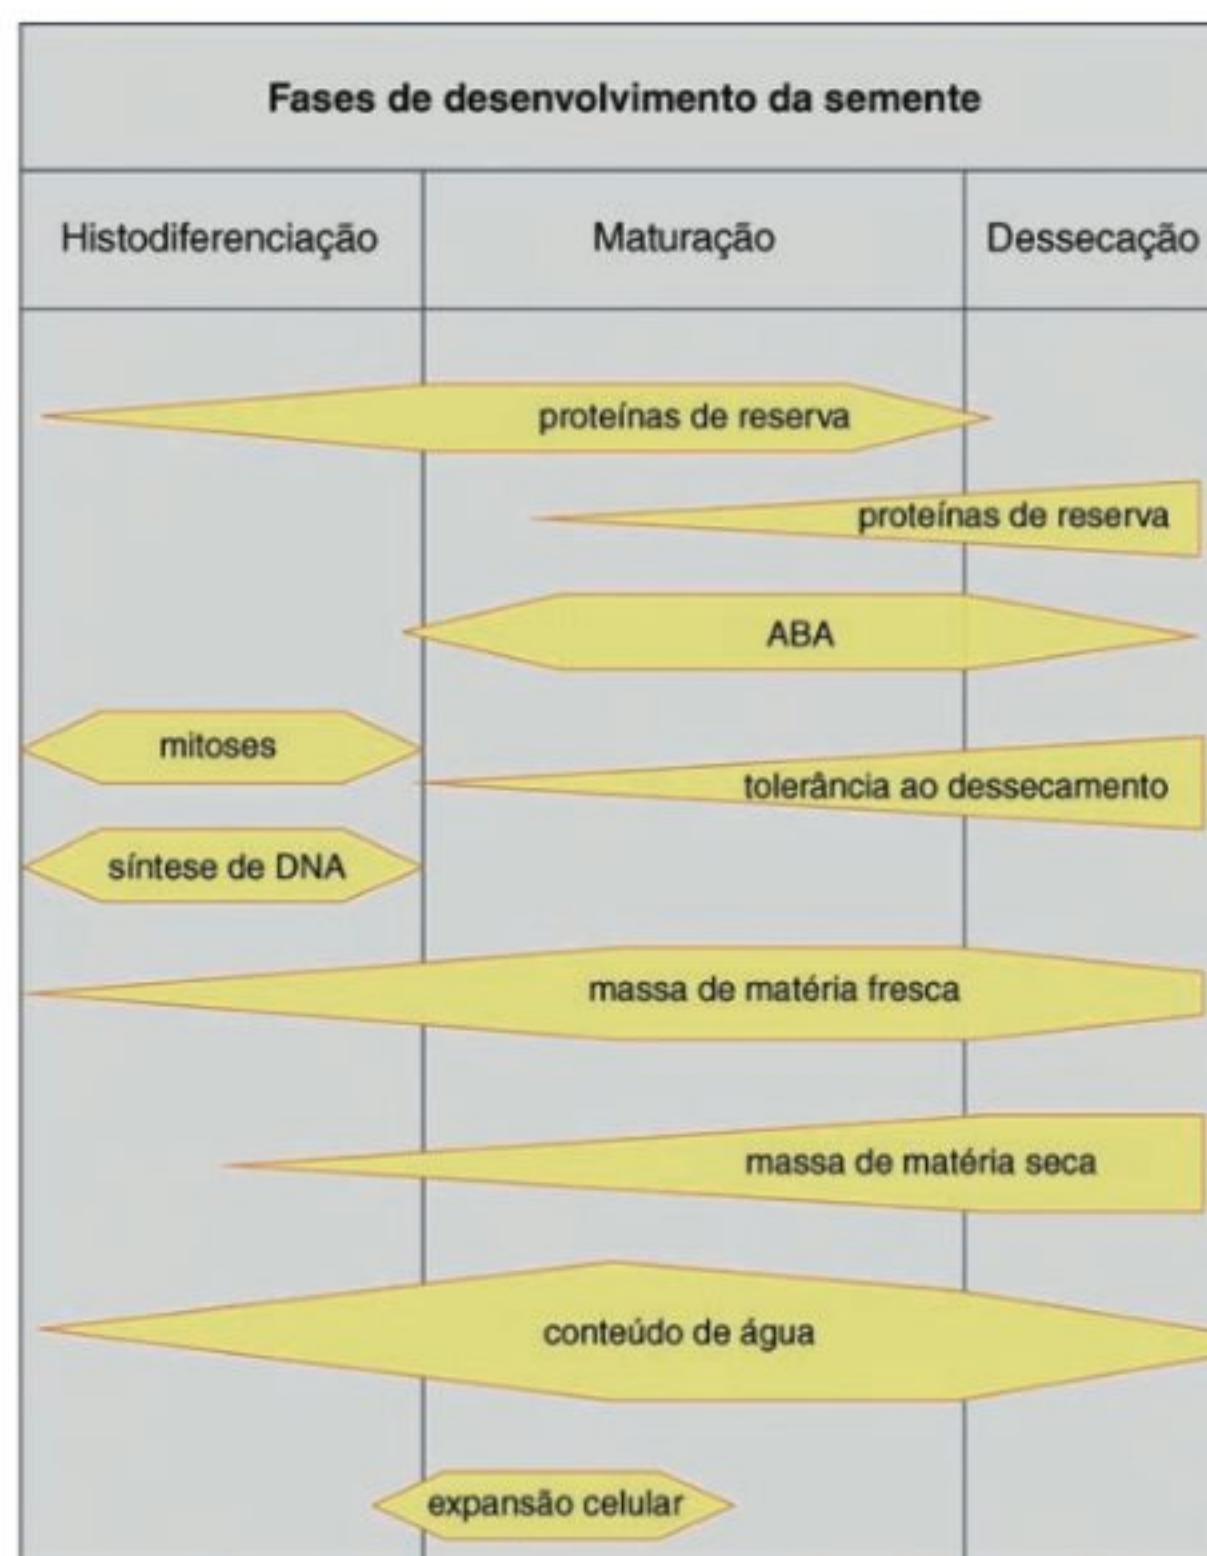 Fases de desenvolvimento da semente
Histodiferenciação Maturação Dessecação
proteínas de reserva
proteínas de reserva
ABA
mitoses
tolerância ao dessecamento
síntese de DNA
massa de matéria fresca
massa de matéria seca
conteúdo de água
expansão celular